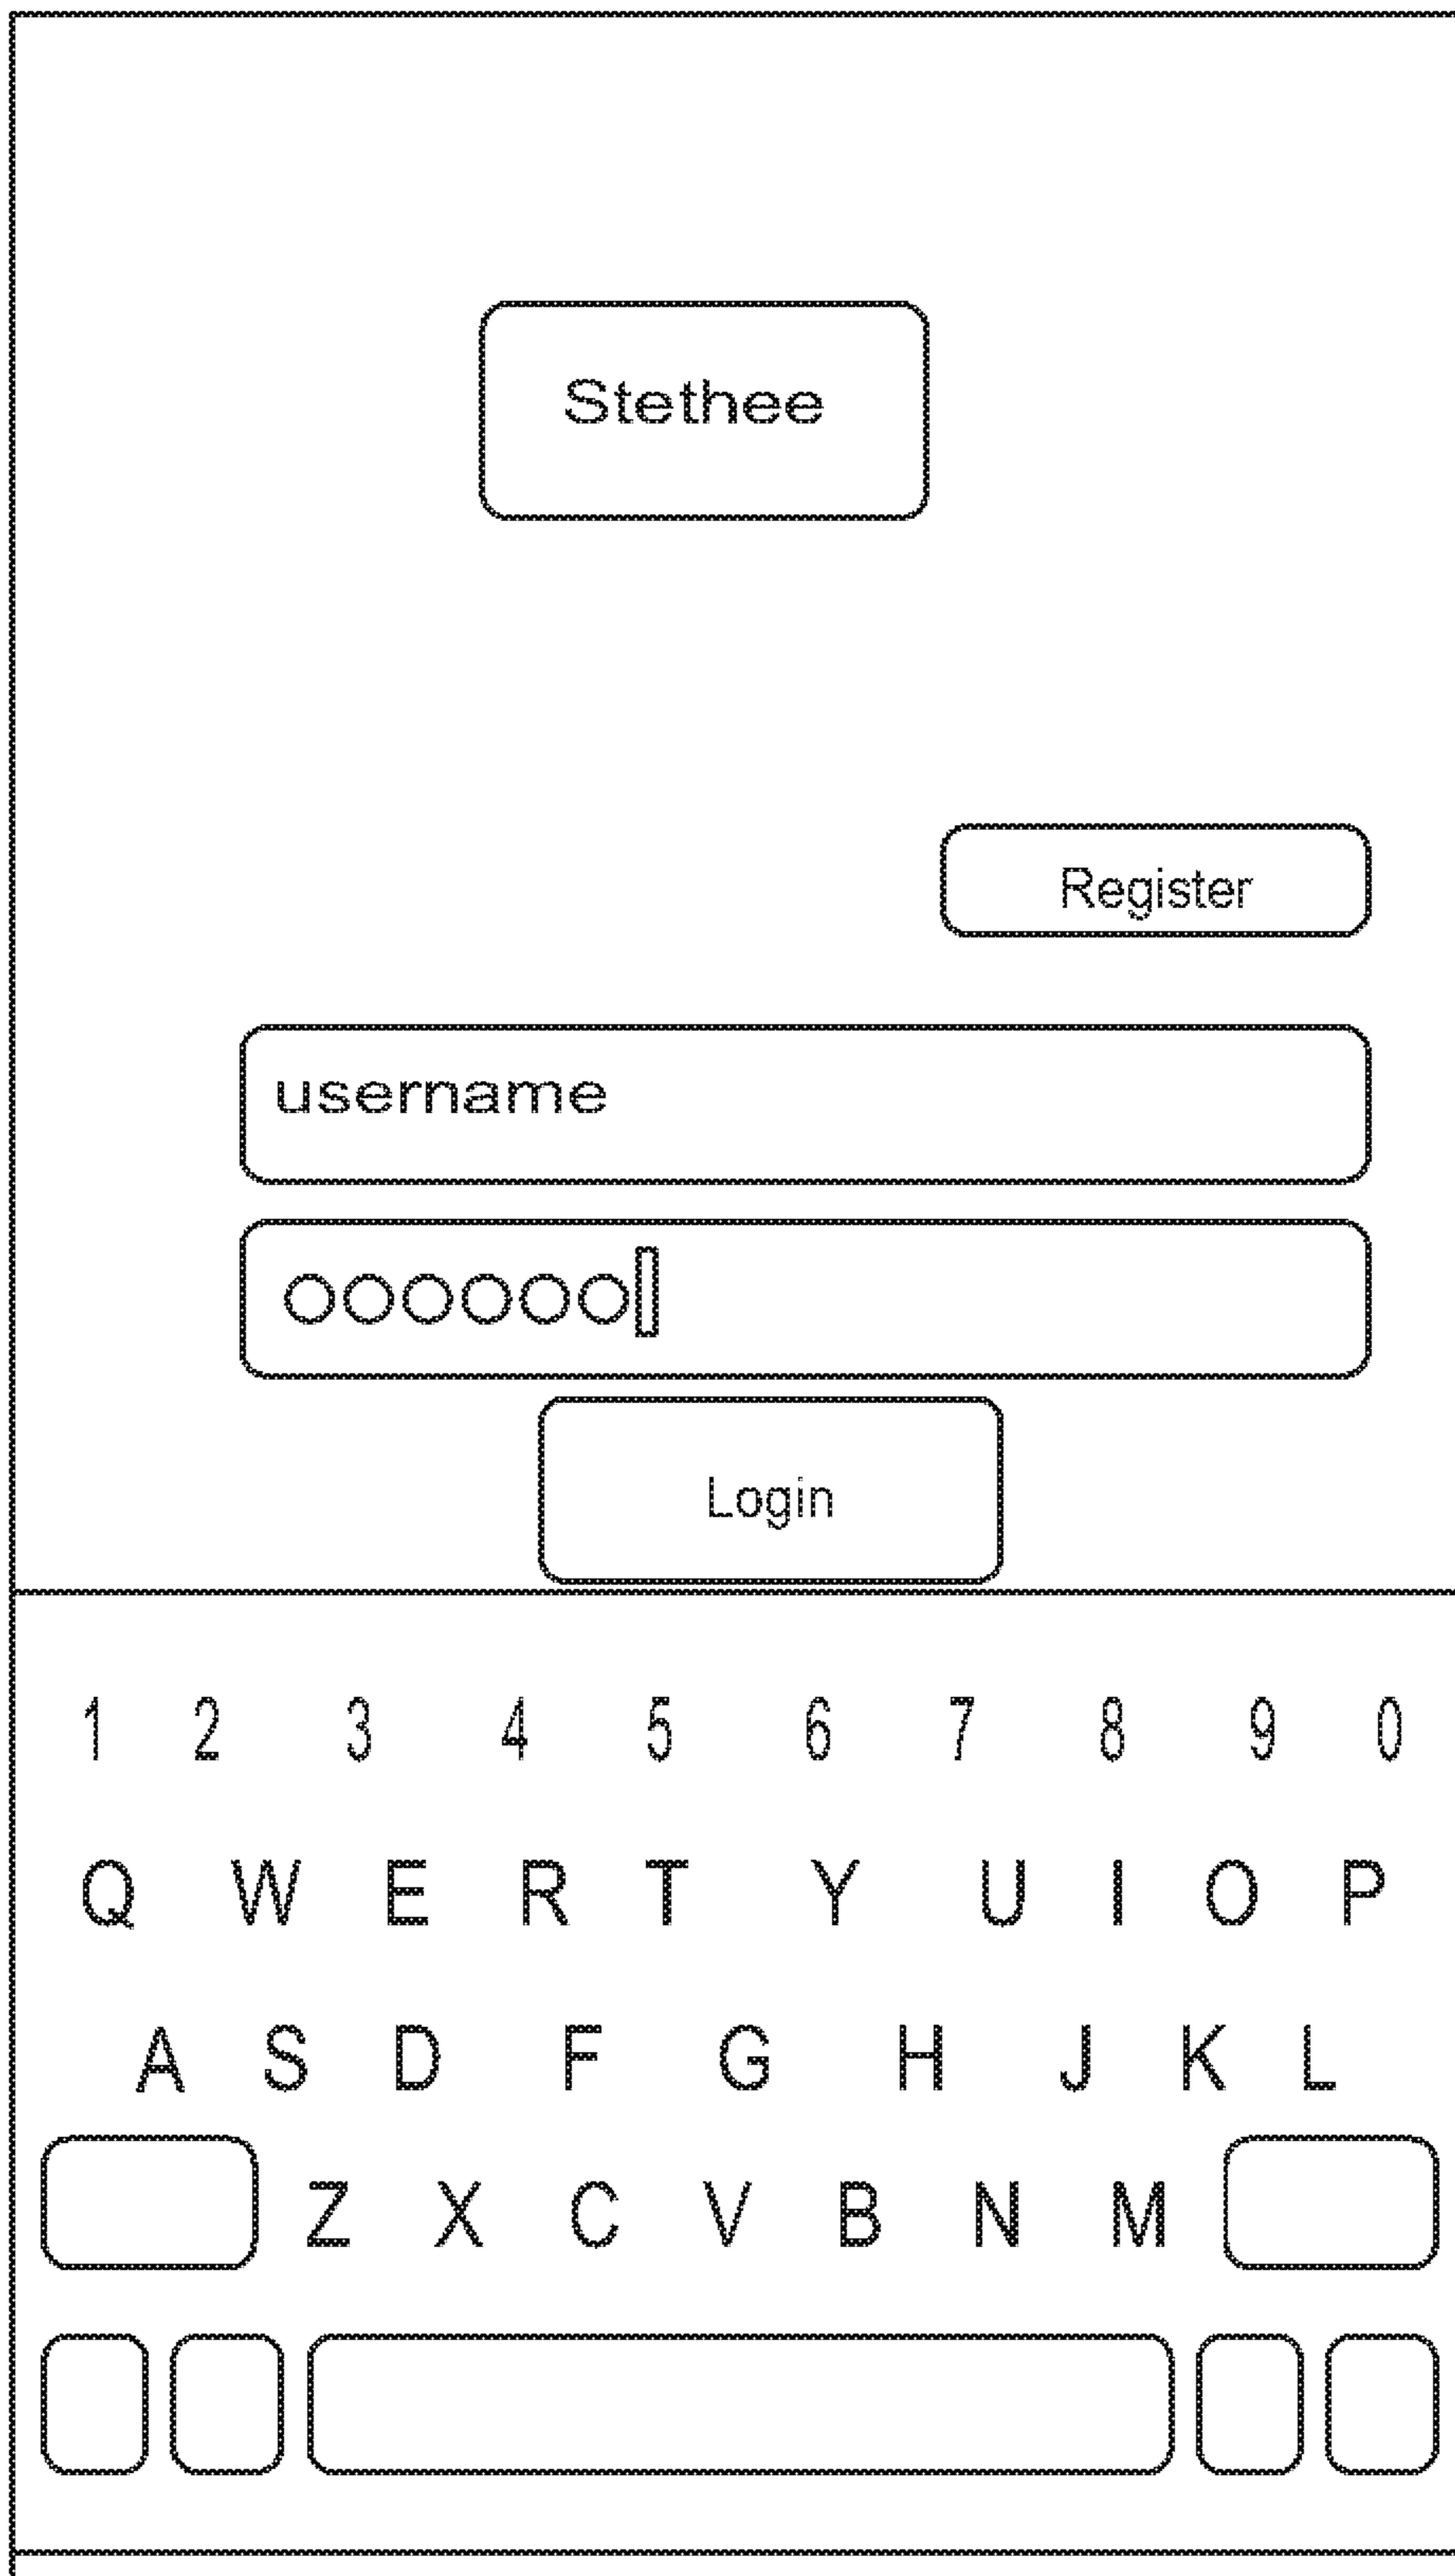 Stethee
Register
username
oooooo
Login
1 2 3 4 5 6 7 8 9 0
Q W E R T Y U I O P
A S D F G H J K L
Z X C V B N M